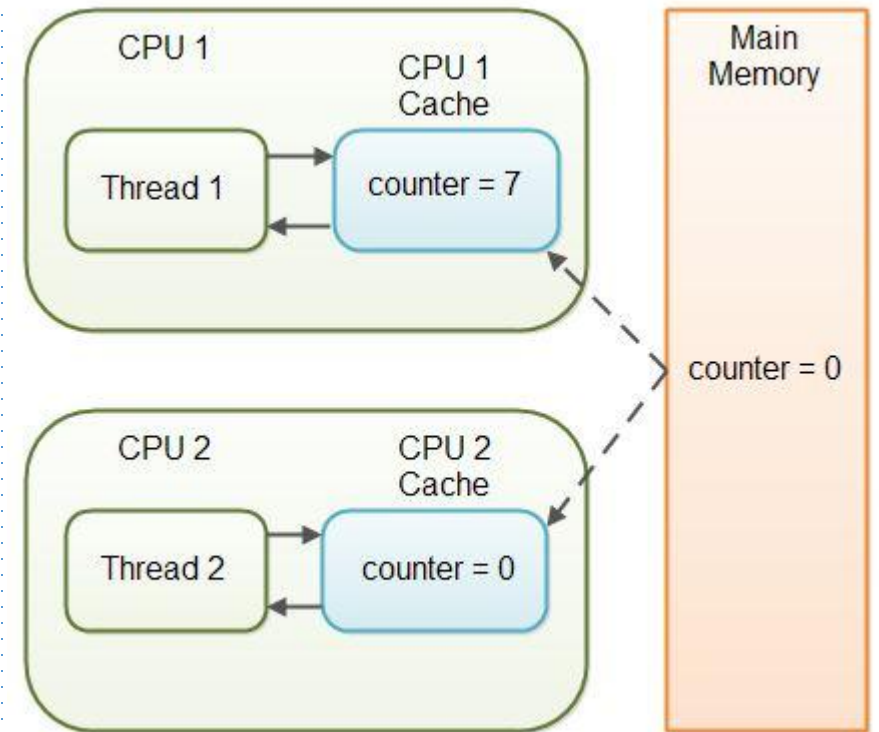 CPU 1
CPU 1
Cache
Thread 1
counter = 7
Main
Memory
counter = 0
CPU 2
CPU 2
Cache
Thread 2
counter = 0